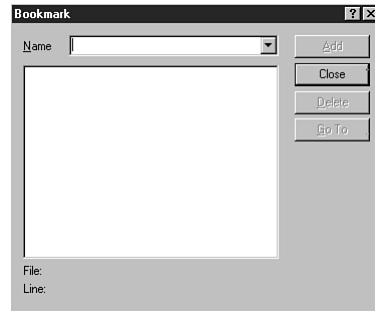 Bookmark
Name
Add
Close
Delete
Go To
File:
Line: